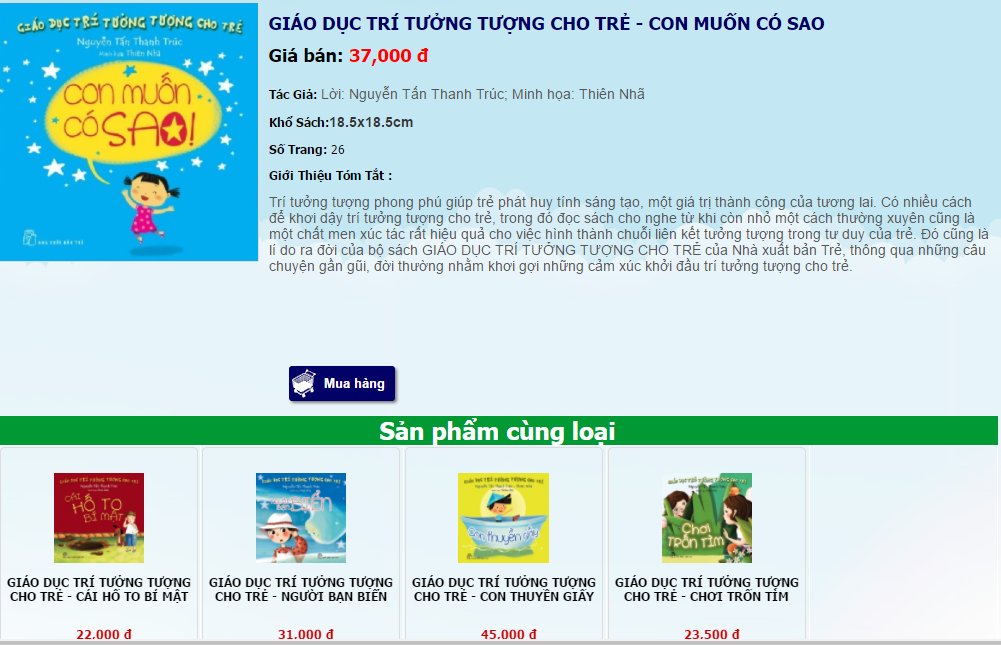 GIÁO DỤC TRÍ TƯỞNG TƯỢNG CHO TRẺ
Nguyễn Tấn Thanh Trúc
Minh họa: Thiên Nhã
con muốn
có SAO!
NHÀ XUẤT BẢN TRẺ
GIÁO DỤC TRÍ TƯỞNG TƯỢNG CHO TRẺ - CON MUỐN CÓ SAO
Giá bán: 37,000 đ
Tác Giả: Lời: Nguyễn Tấn Thanh Trúc; Minh họa: Thiên Nhã
Khổ Sách:18.5x18.5cm
Số Trang: 26
Giới Thiệu Tóm Tắt :
Trí tưởng tượng phong phú giúp trẻ phát huy tính sáng tạo, một giá trị thành công của tương lai. Có nhiều cách
để khơi dậy trí tưởng tượng cho trẻ, trong đó đọc sách cho nghe từ khi còn nhỏ một cách thường xuyên cũng là
một chất men xúc tác rất hiệu quả cho việc hình thành chuỗi liên kết tưởng tượng trong tư duy của trẻ. Đó cũng là
lí do ra đời của bộ sách GIÁO DỤC TRÍ TƯỞNG TƯỢNG CHO TRẺ của Nhà xuất bản Trẻ, thông qua những câu
chuyện gần gũi, đời thường nhằm khơi gợi những cảm xúc khởi đầu trí tưởng tượng cho trẻ.
Mua hàng
Sản phẩm cùng loại
CÁI
HỐ TO
BÍ MẬT
BIỂN
Con thuyền giấy
Chơi
TRỐN TÌM
GIÁO DỤC TRÍ TƯỞNG TƯỢNG
CHO TRẺ - CÁI HỐ TO BÍ MẬT
22,000 đ
GIÁO DỤC TRÍ TƯỞNG TƯỢNG
CHO TRẺ - NGƯỜI BẠN BIỂN
31,000 đ
GIÁO DỤC TRÍ TƯỞNG TƯỢNG
CHO TRẺ - CON THUYỀN GIẤY
45,000 đ
GIÁO DỤC TRÍ TƯỞNG TƯỢNG
CHO TRẺ - CHƠI TRỐN TÌM
23,500 đ